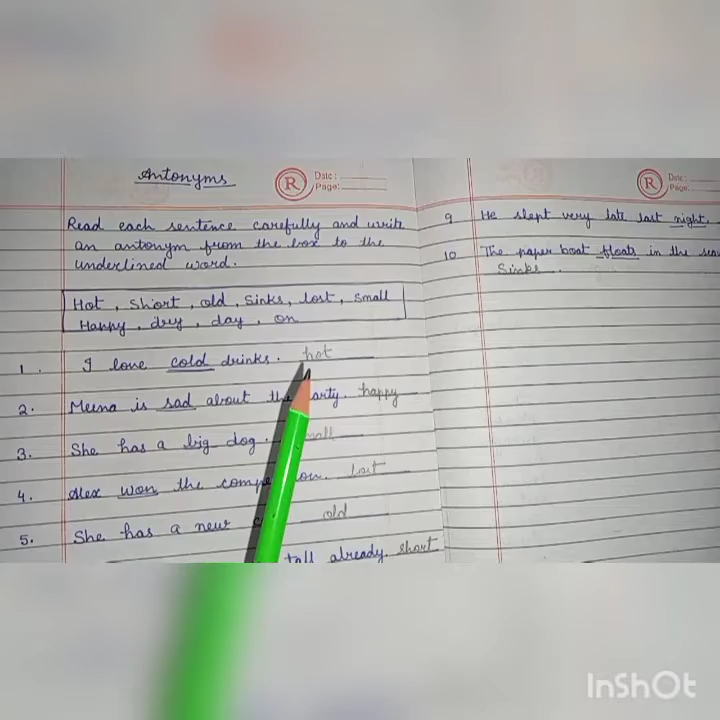 Antonyms
R Date:
Page:
Read each sentence carefully and write
an antonym from the box to the
underlined word.
Hot, Short, old, Sinks, lost, small
Happy, dry, day, on
1. I love cold drinks. hot
2. Meena is sad about the happy
3. She has a big dog.
4. Alex won the lost
5. She has a new old
tall already. short
R Date:
Page:
9 He slept very late last night.
10 The paper boat floats in the
Sinks.
InShOt